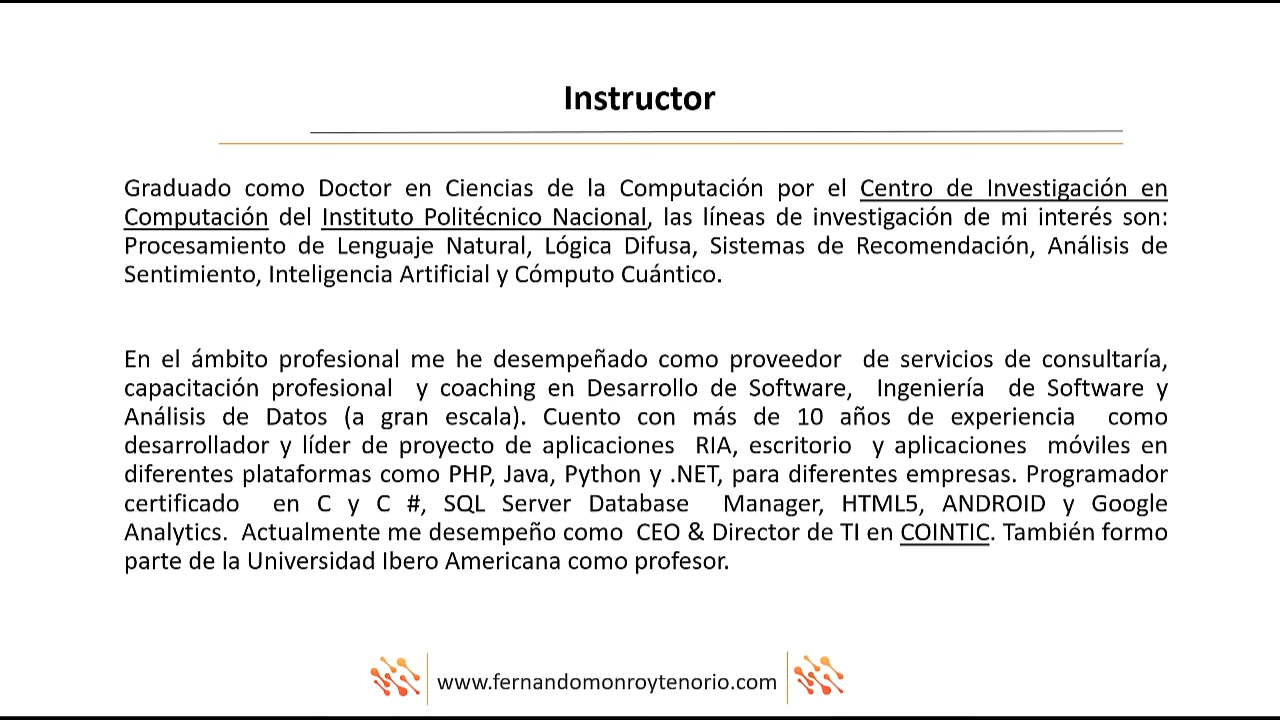 Instructor
Graduado como Doctor en Ciencias de la Computación por el Centro de Investigación en
Computación del Instituto Politécnico Nacional, las líneas de investigación de mi interés son:
Procesamiento de Lenguaje Natural, Lógica Difusa, Sistemas de Recomendación, Análisis de
Sentimiento, Inteligencia Artificial y Cómputo Cuántico.
En el ámbito profesional me he desempeñado como proveedor de servicios de consultaría,
capacitación profesional y coaching en Desarrollo de Software, Ingeniería de Software y
Análisis de Datos (a gran escala). Cuento con más de 10 años de experiencia como
desarrollador y líder de proyecto de aplicaciones RIA, escritorio y aplicaciones móviles en
diferentes plataformas como PHP, Java, Python y .NET, para diferentes empresas. Programador
certificado en C y C #, SQL Server Database Manager, HTML5, ANDROID y Google
Analytics. Actualmente me desempeño como CEO & Director de TI en COINTIC. También formo
parte de la Universidad Ibero Americana como profesor.
www.fernandomonroytenorio.com